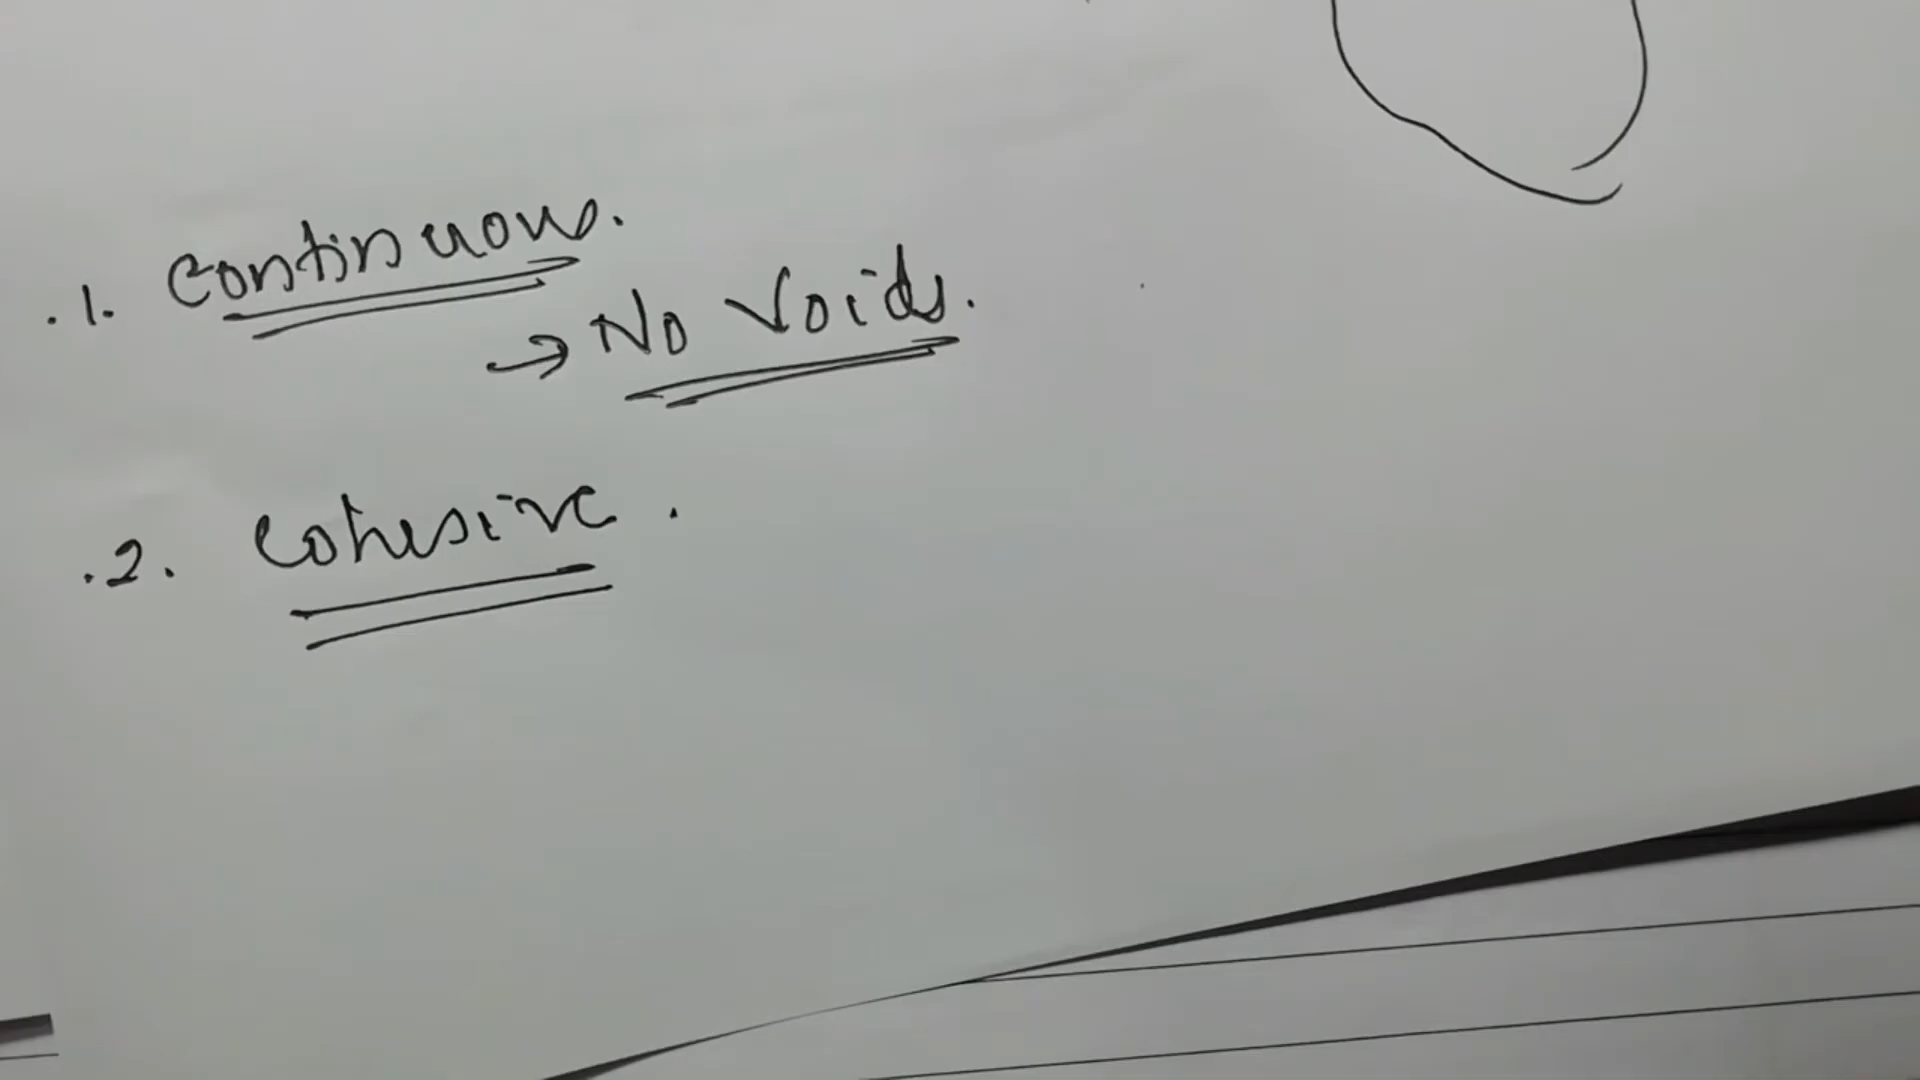 .1. Continuous.
→ No Voids.
.2. Cohesive.